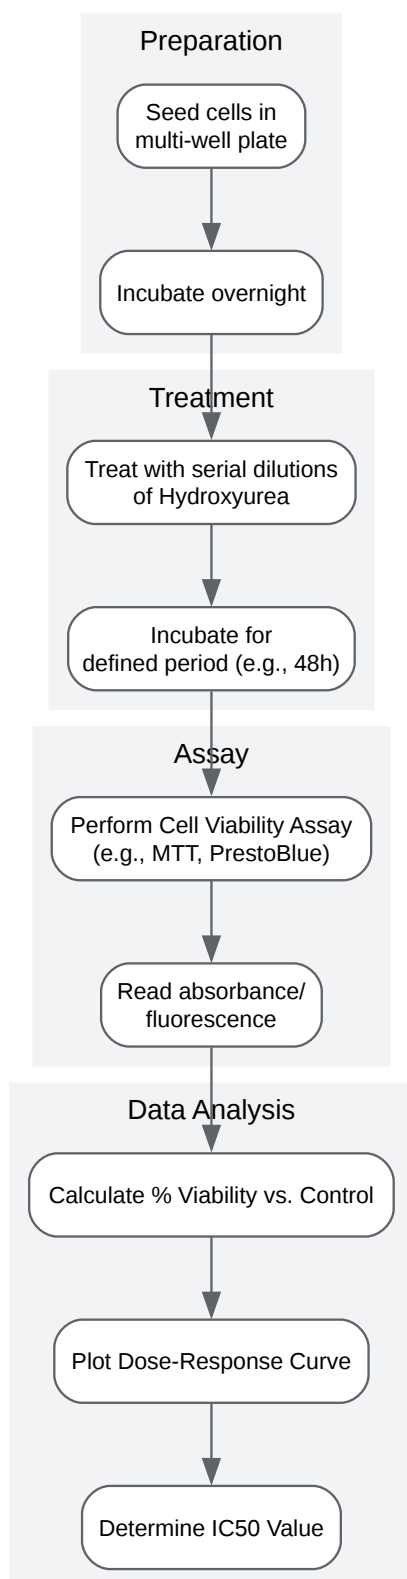 Preparation
Seed cells in
multi-well plate
Incubate overnight
Treatment
Treat with serial dilutions
of Hydroxyurea
Incubate for
defined period (e.g., 48h)
Assay
Perform Cell Viability Assay
(e.g., MTT, PrestoBlue)
Read absorbance/
fluorescence
Data Analysis
Calculate % Viability vs. Control
Plot Dose-Response Curve
Determine IC50 Value